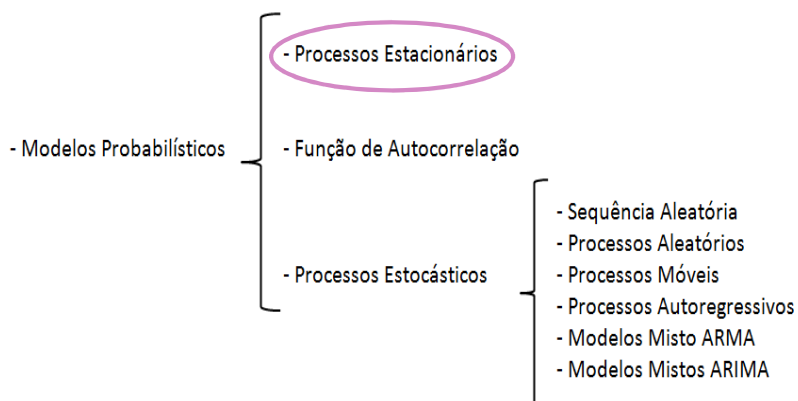 - Processos Estacionários
- Modelos Probabilísticos
- Função de Autocorrelação
- Processos Estocásticos
- Sequência Aleatória
- Processos Aleatórios
- Processos Móveis
- Processos Autoregressivos
- Modelos Misto ARMA
- Modelos Mistos ARIMA